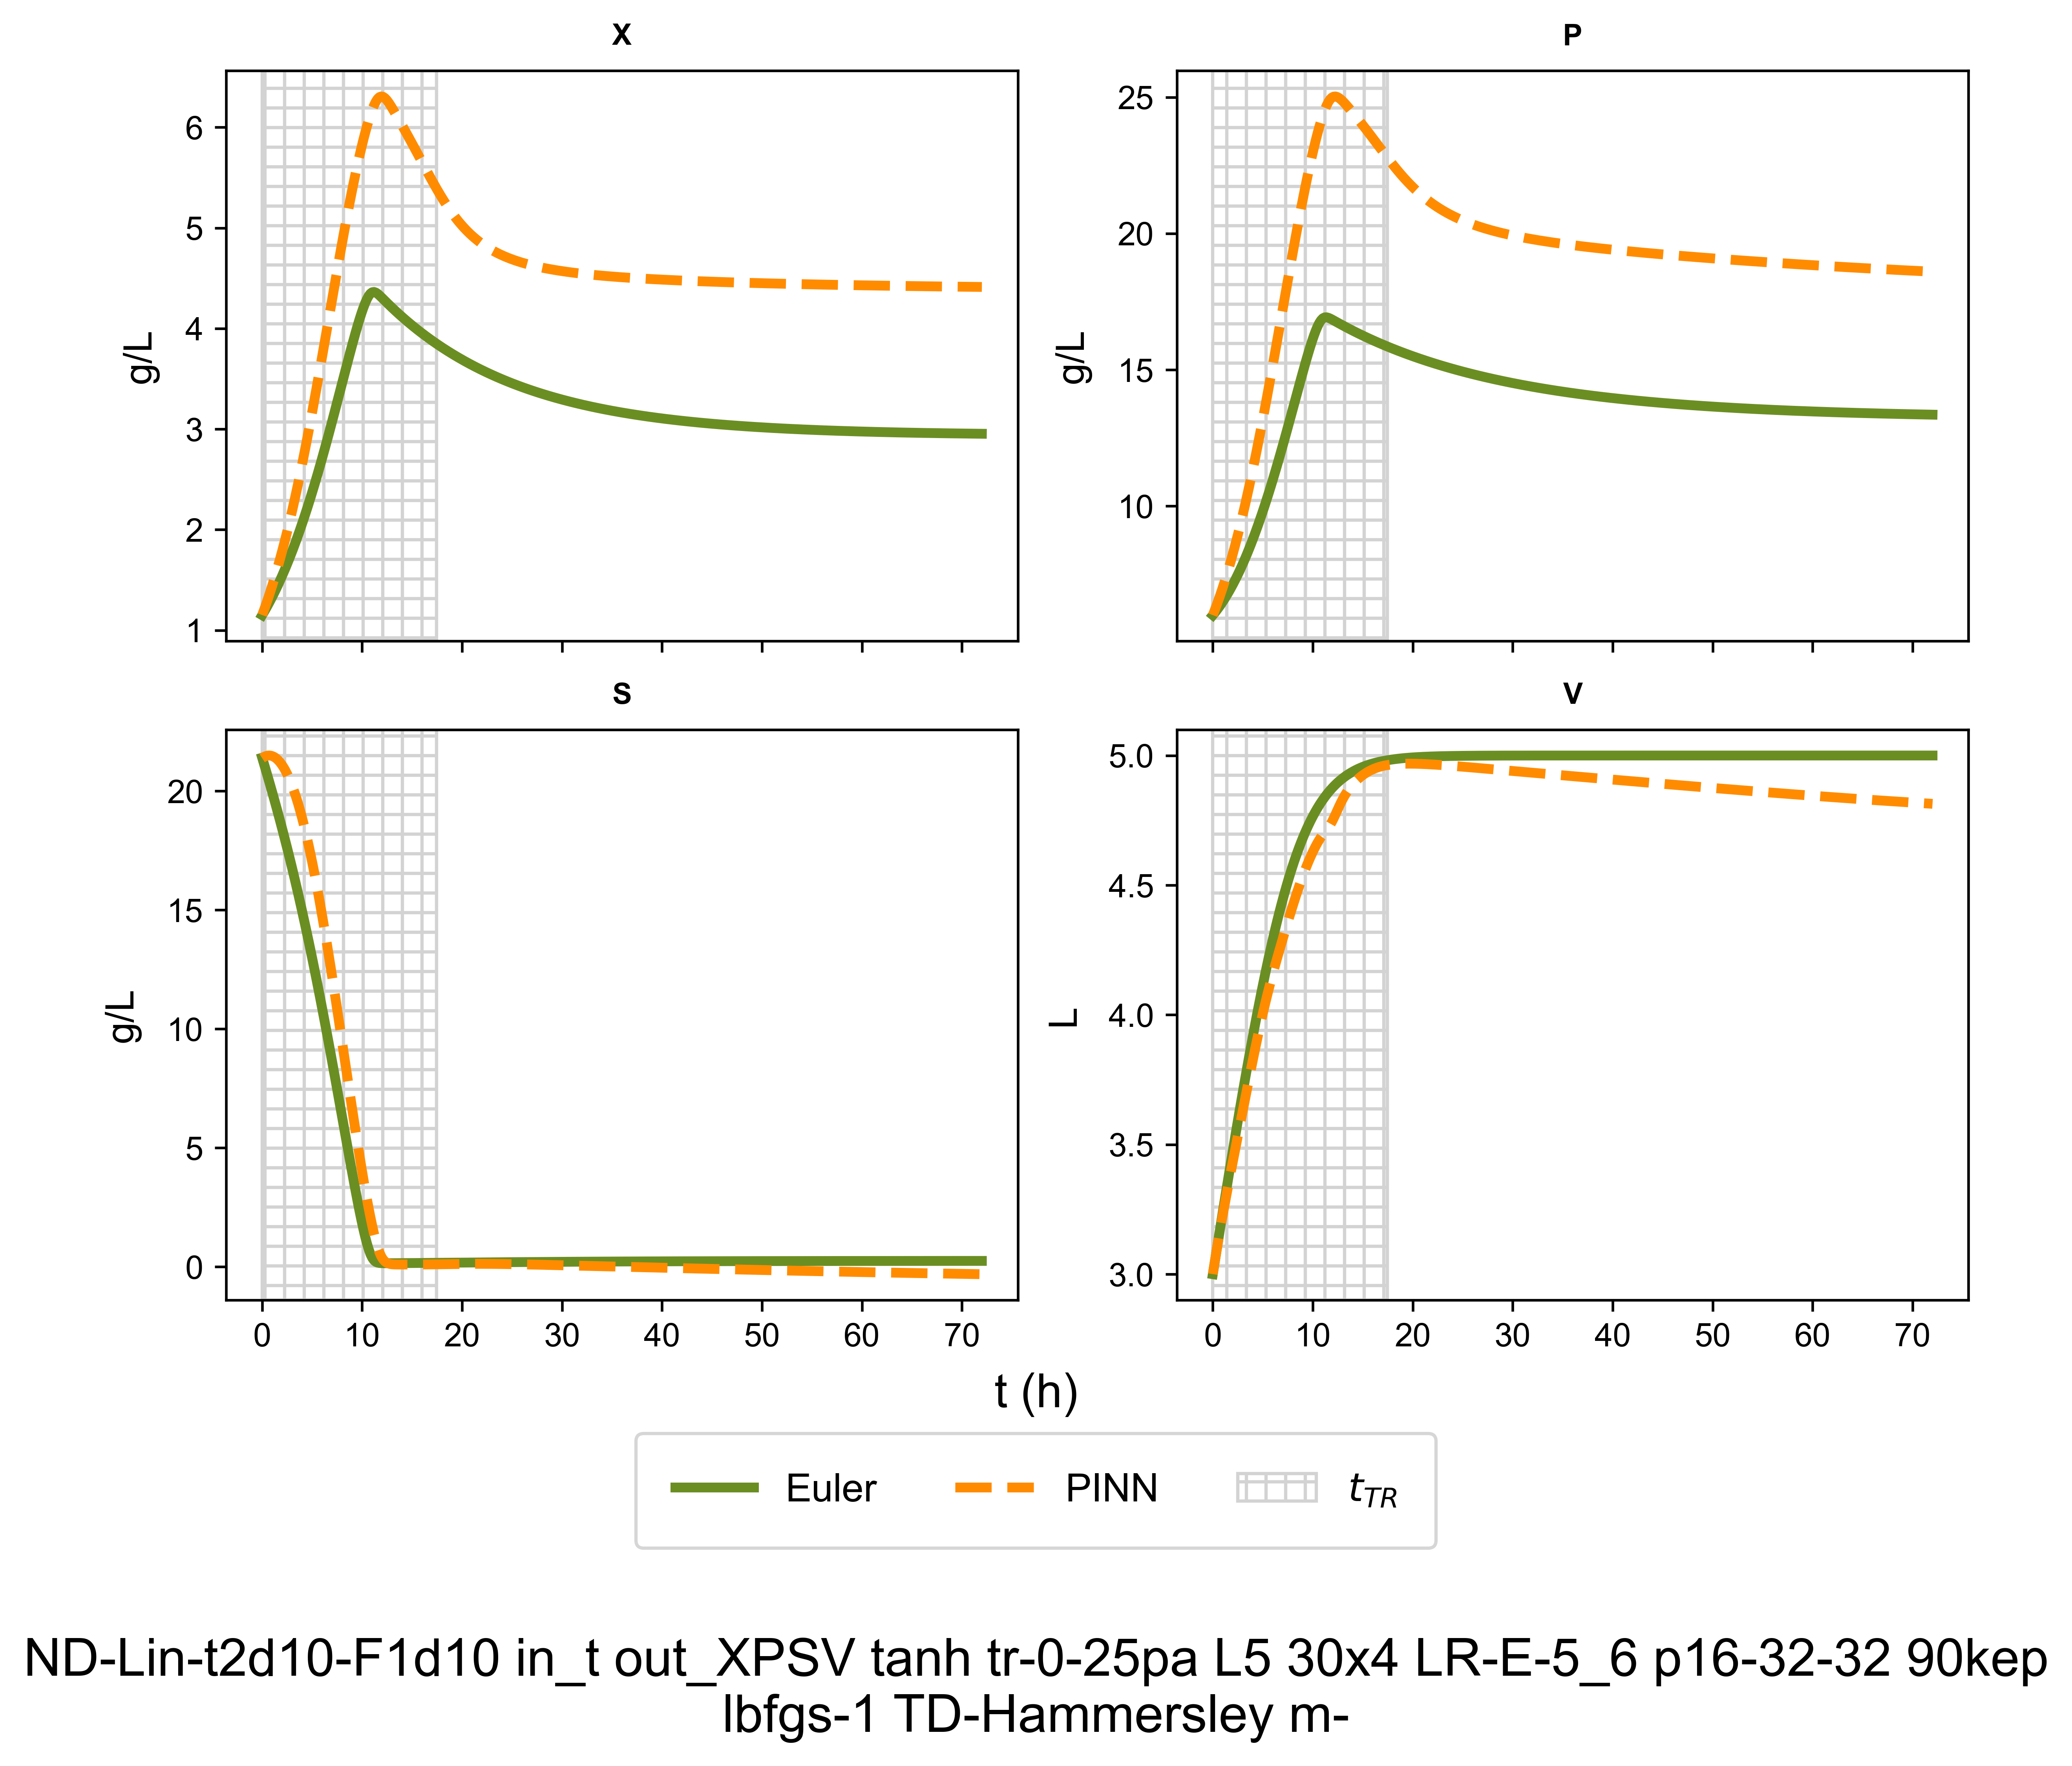 X
P
6
5
4
3
2
1
g/L
25
20
15
10
g/L
S
V
20
15
10
5
0
g/L
5.0
4.5
4.0
3.5
3.0
L
0 10 20 30 40 50 60 70
0 10 20 30 40 50 60 70
t (h)
Euler PINN t_TR
ND-Lin-t2d10-F1d10 in_t out_XPSV tanh tr-0-25pa L5 30x4 LR-E-5_6 p16-32-32 90kep
lbfgs-1 TD-Hammersley m-